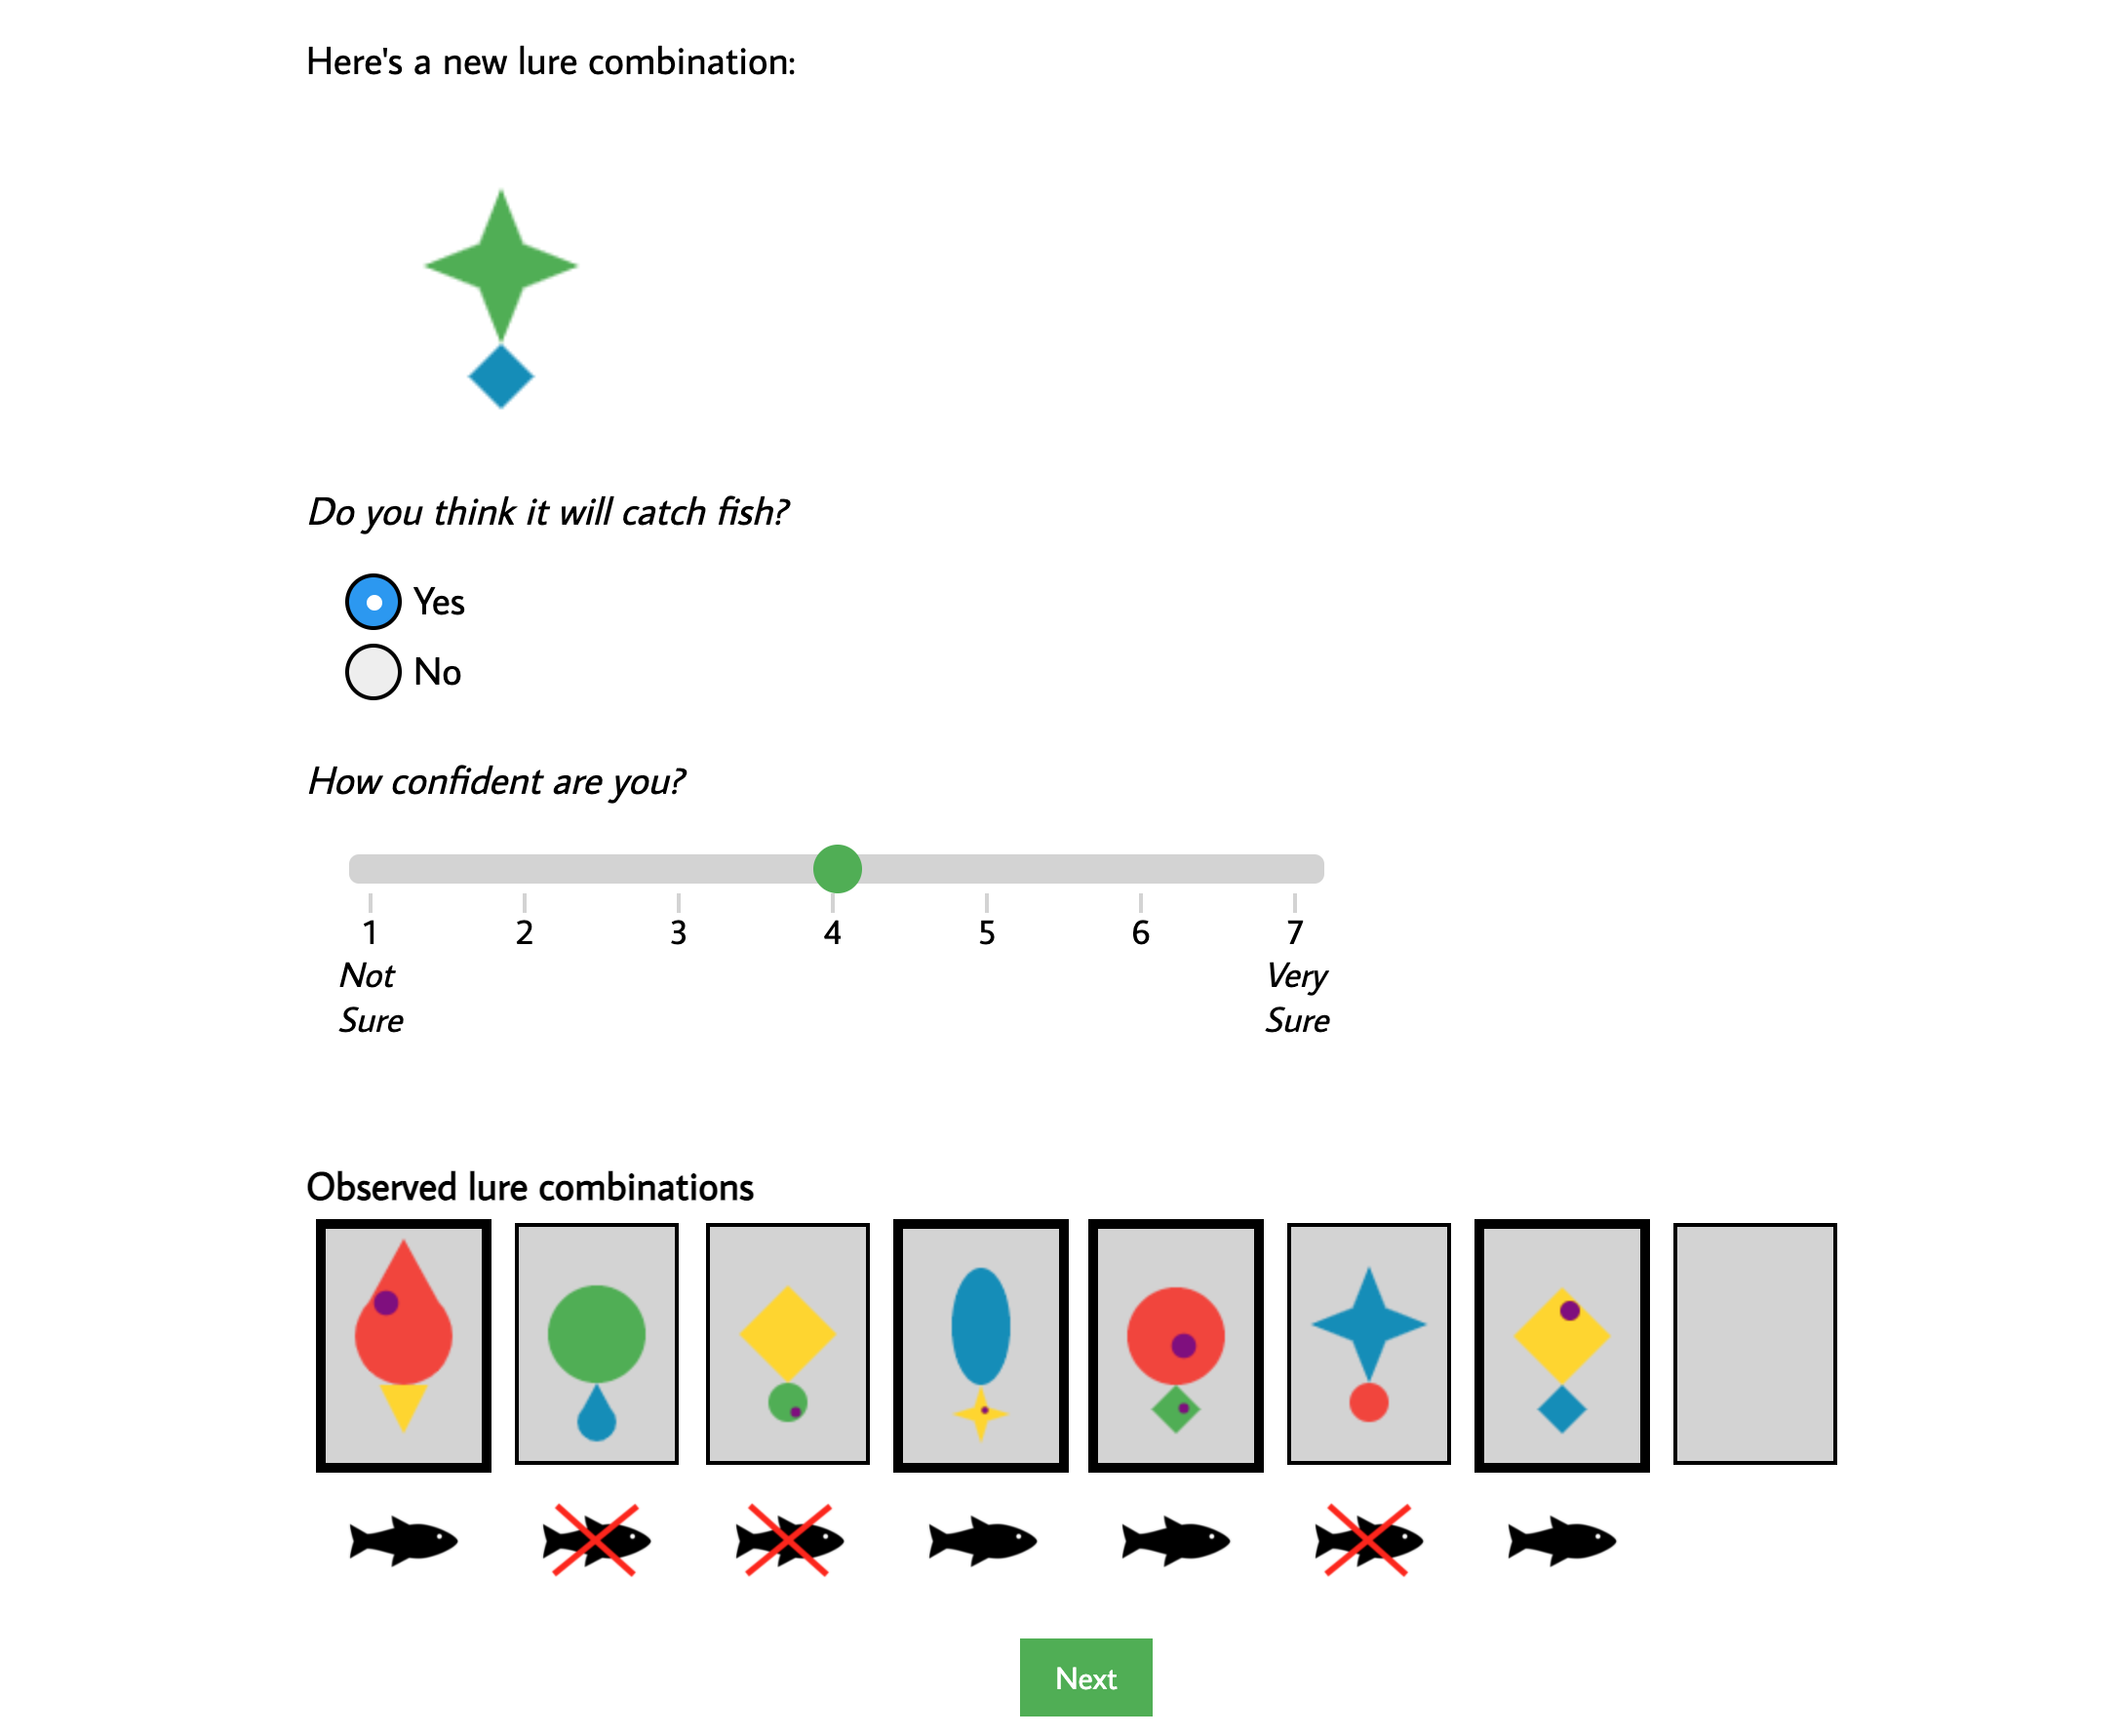 Here's a new lure combination:
Do you think it will catch fish?
Yes
No
How confident are you?
1 2 3 4 5 6 7
Not Sure
Very Sure
Observed lure combinations
Next